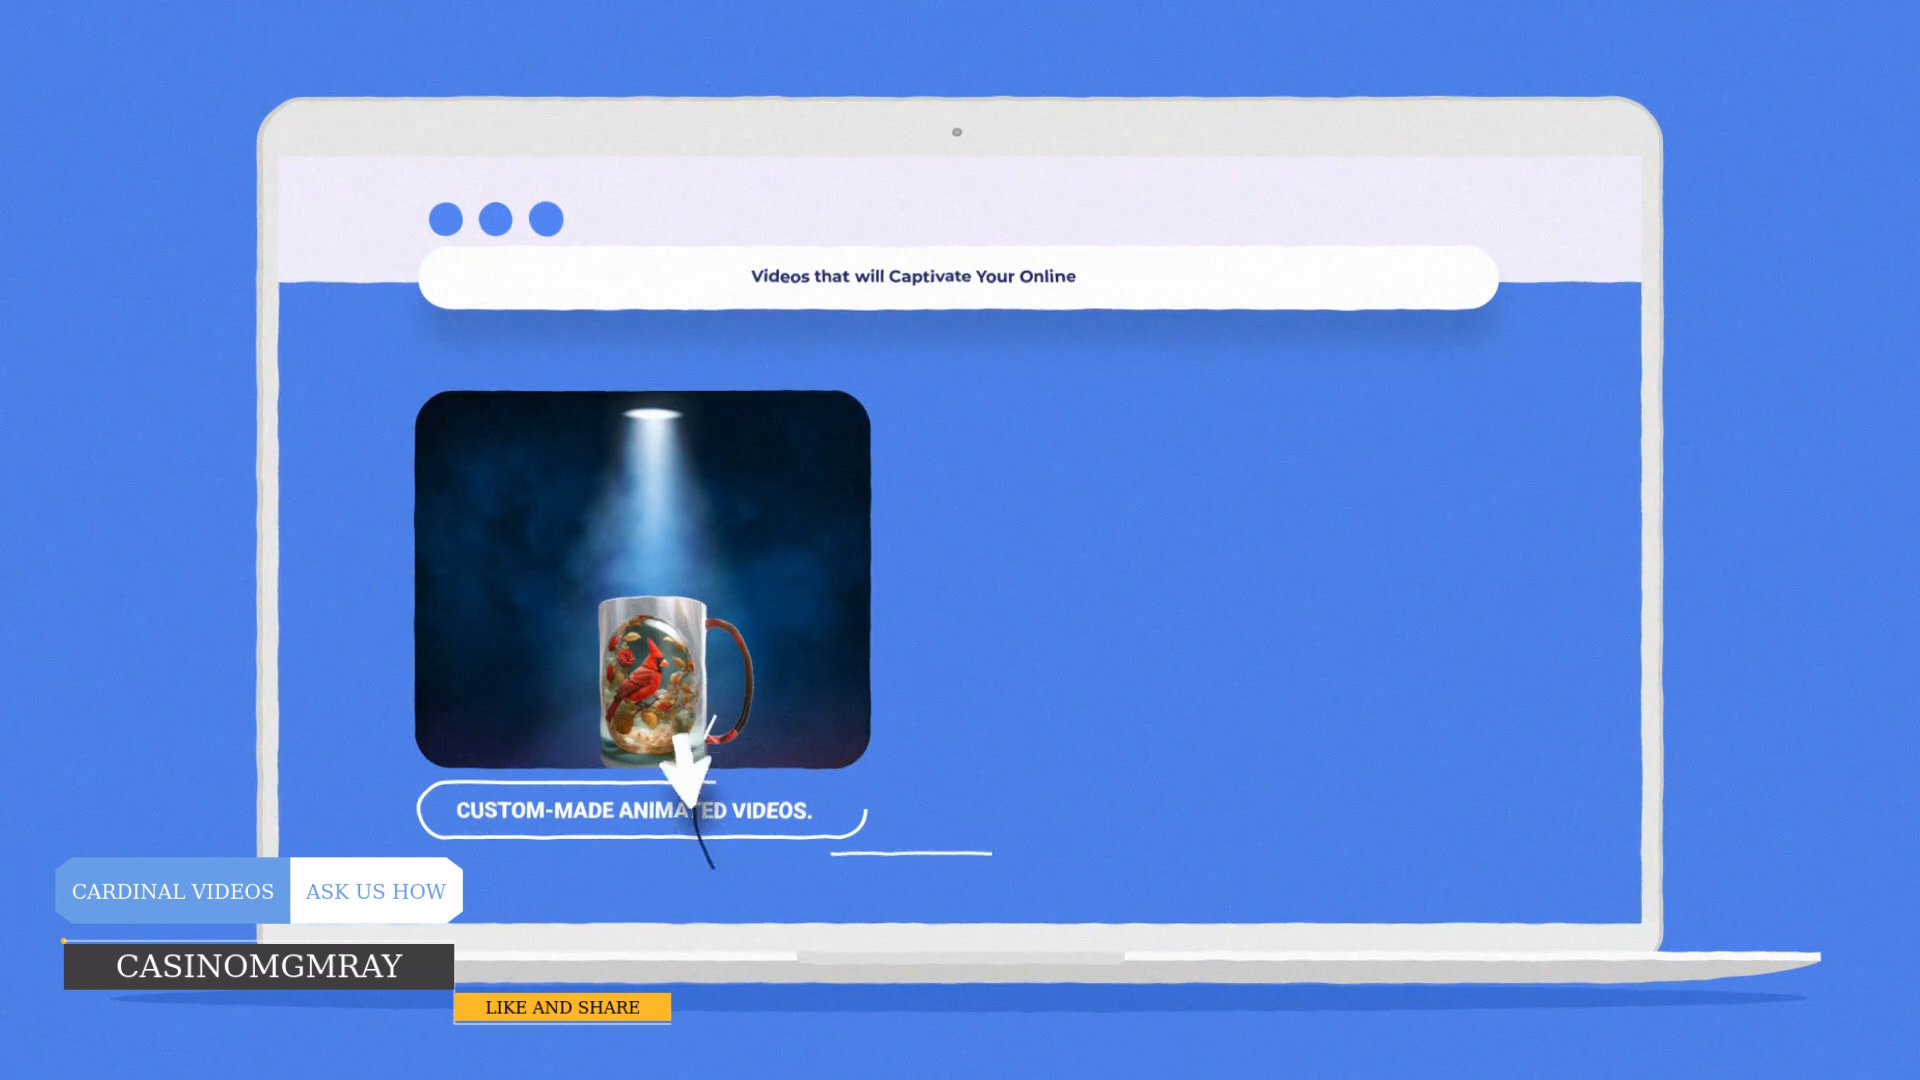 Videos that will Captivate Your Online
CUSTOM-MADE ANIMATED VIDEOS.
CARDINAL VIDEOS
ASK US HOW
CASINOMGMRAY
LIKE AND SHARE